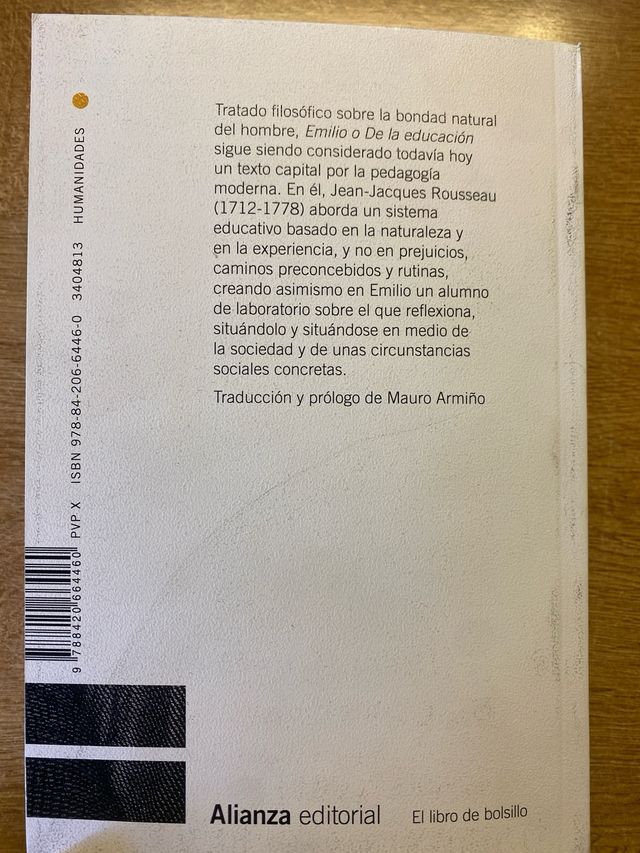 Tratado filosófico sobre la bondad natural
del hombre, Emilio o De la educación
sigue siendo considerado todavía hoy
un texto capital por la pedagogía
moderna. En él, Jean-Jacques Rousseau
(1712-1778) aborda un sistema
educativo basado en la naturaleza y
en la experiencia, y no en prejuicios,
caminos preconcebidos y rutinas,
creando asimismo en Emilio un alumno
de laboratorio sobre el que reflexiona,
situándolo y situándose en medio de
la sociedad y de unas circunstancias
sociales concretas.
Traducción y prólogo de Mauro Armiño
PVP X ISBN 978-84-206-6446-0 3404813 HUMANIDADES
9 788420 664460
Alianza editorial El libro de bolsillo